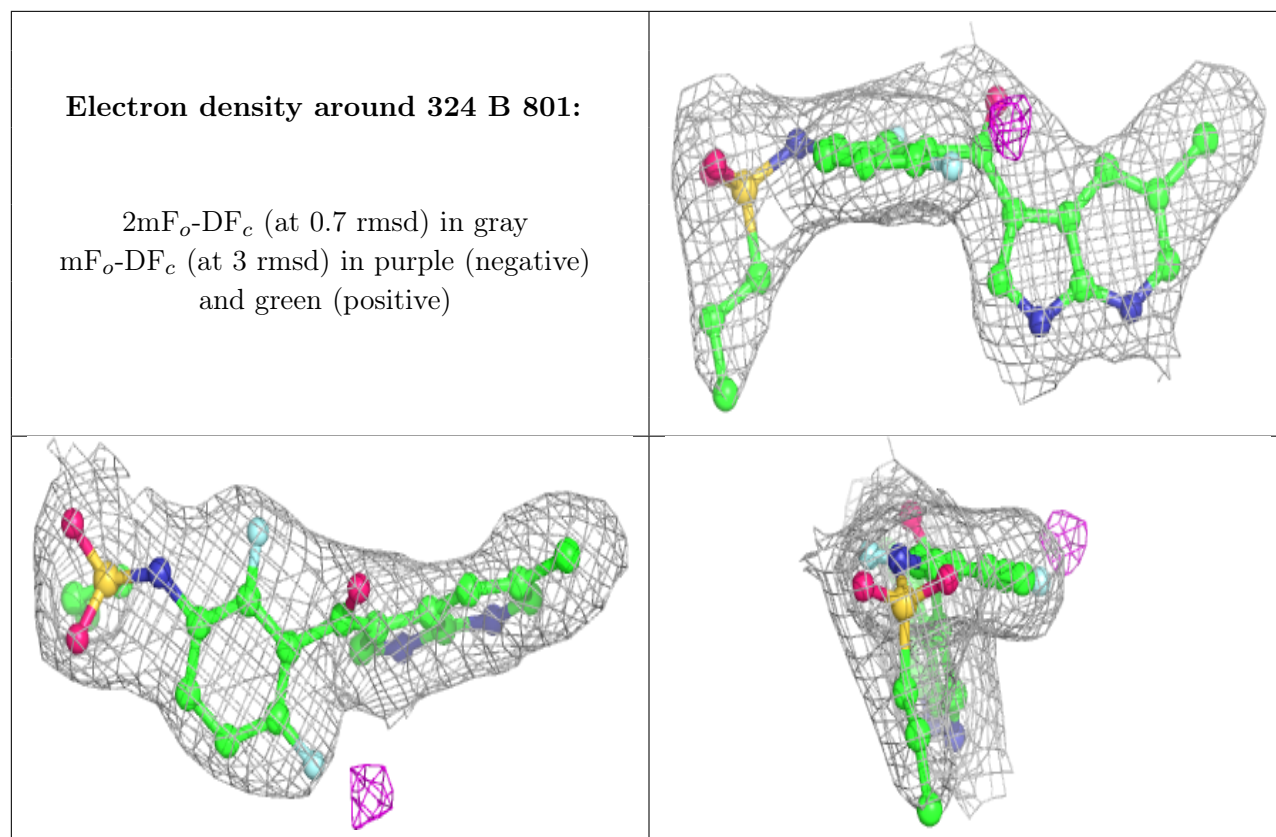 Electron density around 324 B 801:
2mFo-DFc (at 0.7 rmsd) in gray
mFo-DFc (at 3 rmsd) in purple (negative)
and green (positive)